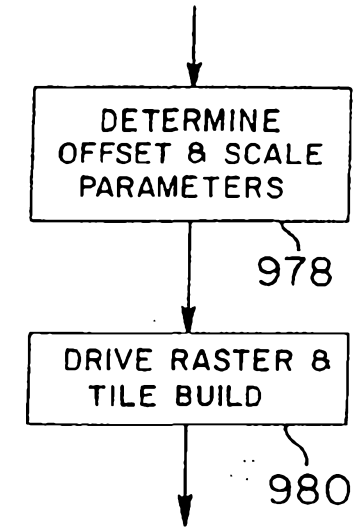 DETERMINE
OFFSET & SCALE
PARAMETERS
978
DRIVE RASTER &
TILE BUILD
980